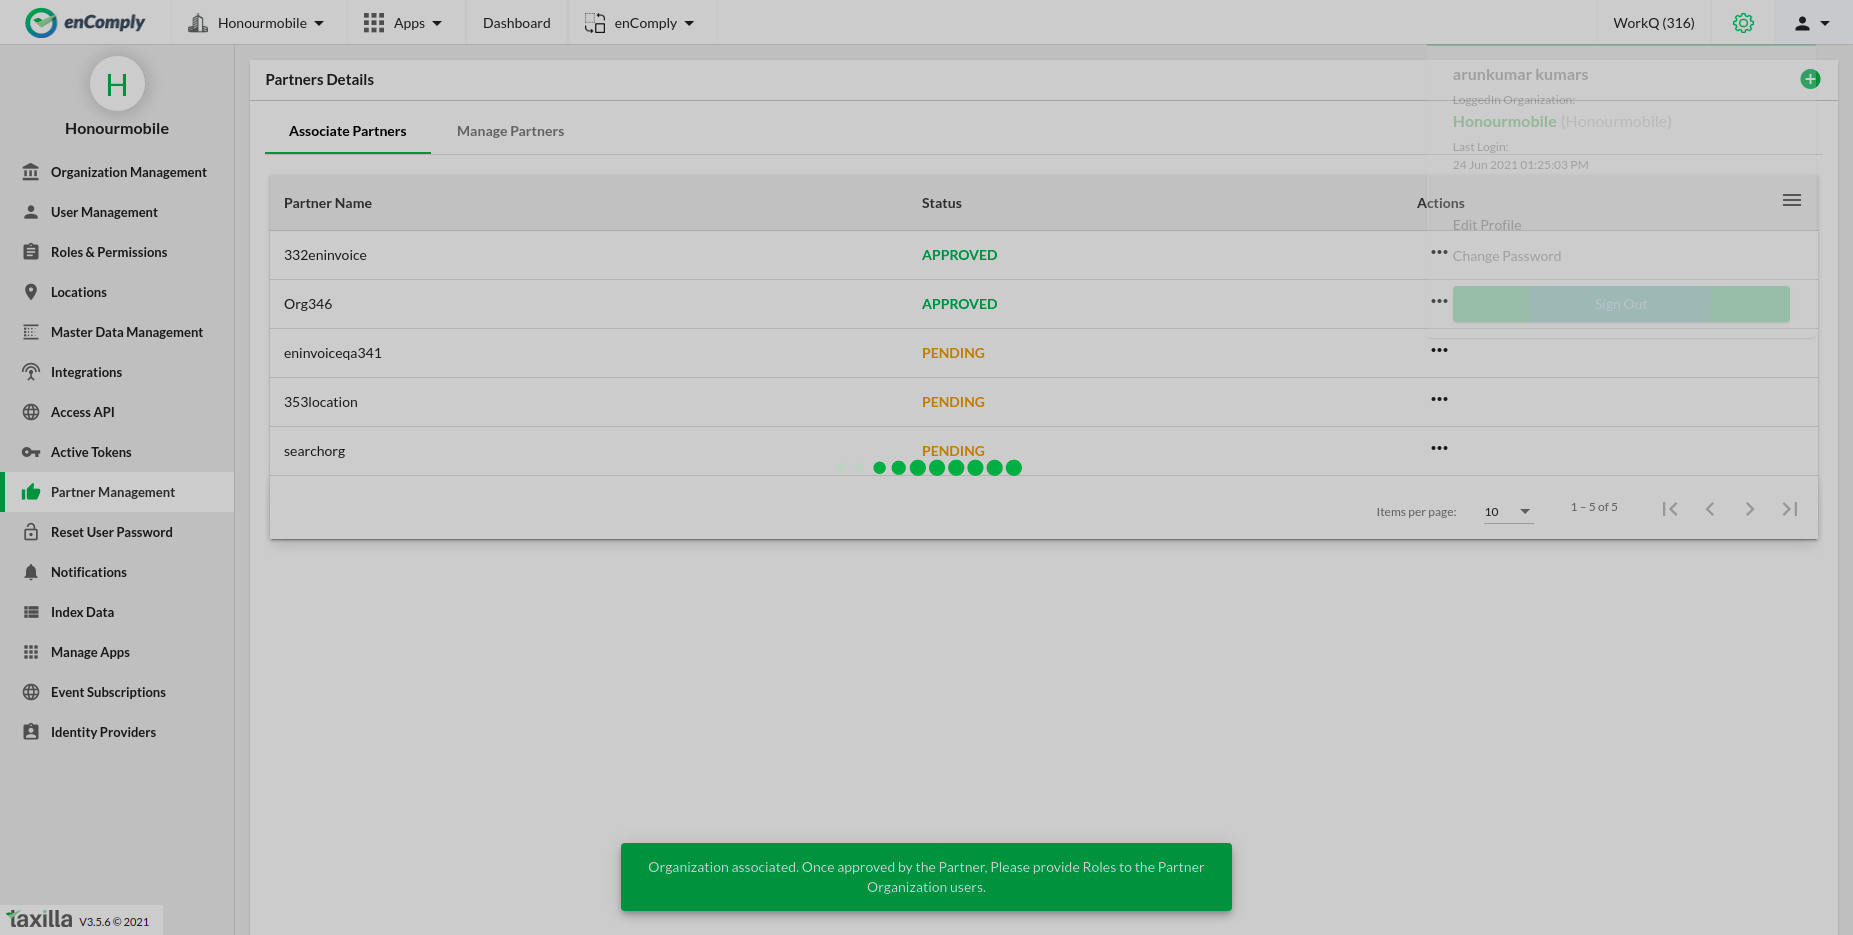 enComply
Honourmobile
Apps
Dashboard
enComply
WorkQ (316)
H
Honourmobile
Organization Management
User Management
Roles & Permissions
Locations
Master Data Management
Integrations
Access API
Active Tokens
Partner Management
Reset User Password
Notifications
Index Data
Manage Apps
Event Subscriptions
Identity Providers
taxilla V3.5.6 © 2021
Partners Details
Associate Partners
Manage Partners
arunkumar kumars
LoggedIn Organization:
Honourmobile (Honourmobile)
Last Login:
24 Jun 2021 01:25:03 PM
Edit Profile
Change Password
Sign Out
Partner Name Status Actions
332eninvoice APPROVED
Org346 APPROVED
eninvoiceqa341 PENDING
353location PENDING
searchorg PENDING
Items per page: 10 1 – 5 of 5
Organization associated. Once approved by the Partner, Please provide Roles to the Partner
Organization users.